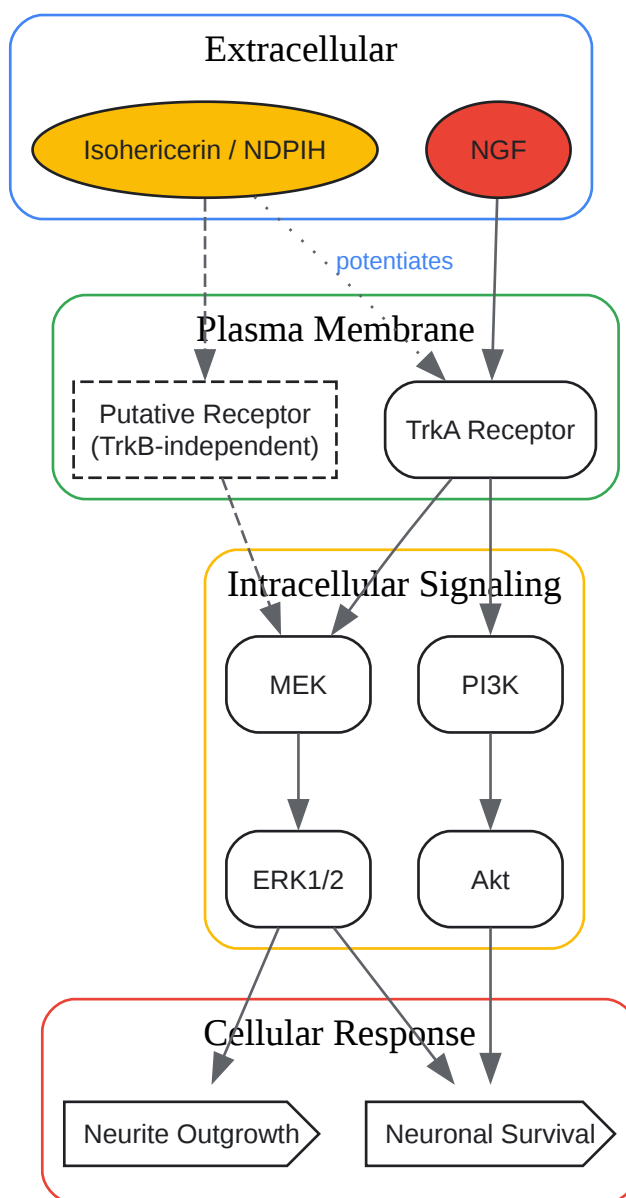 Extracellular
Isohericerin / NDPIH
NGF
potentiates
Plasma Membrane
Putative Receptor
(TrkB-independent)
TrkA Receptor
Intracellular Signaling
MEK
PI3K
ERK1/2
Akt
Cellular Response
Neurite Outgrowth
Neuronal Survival